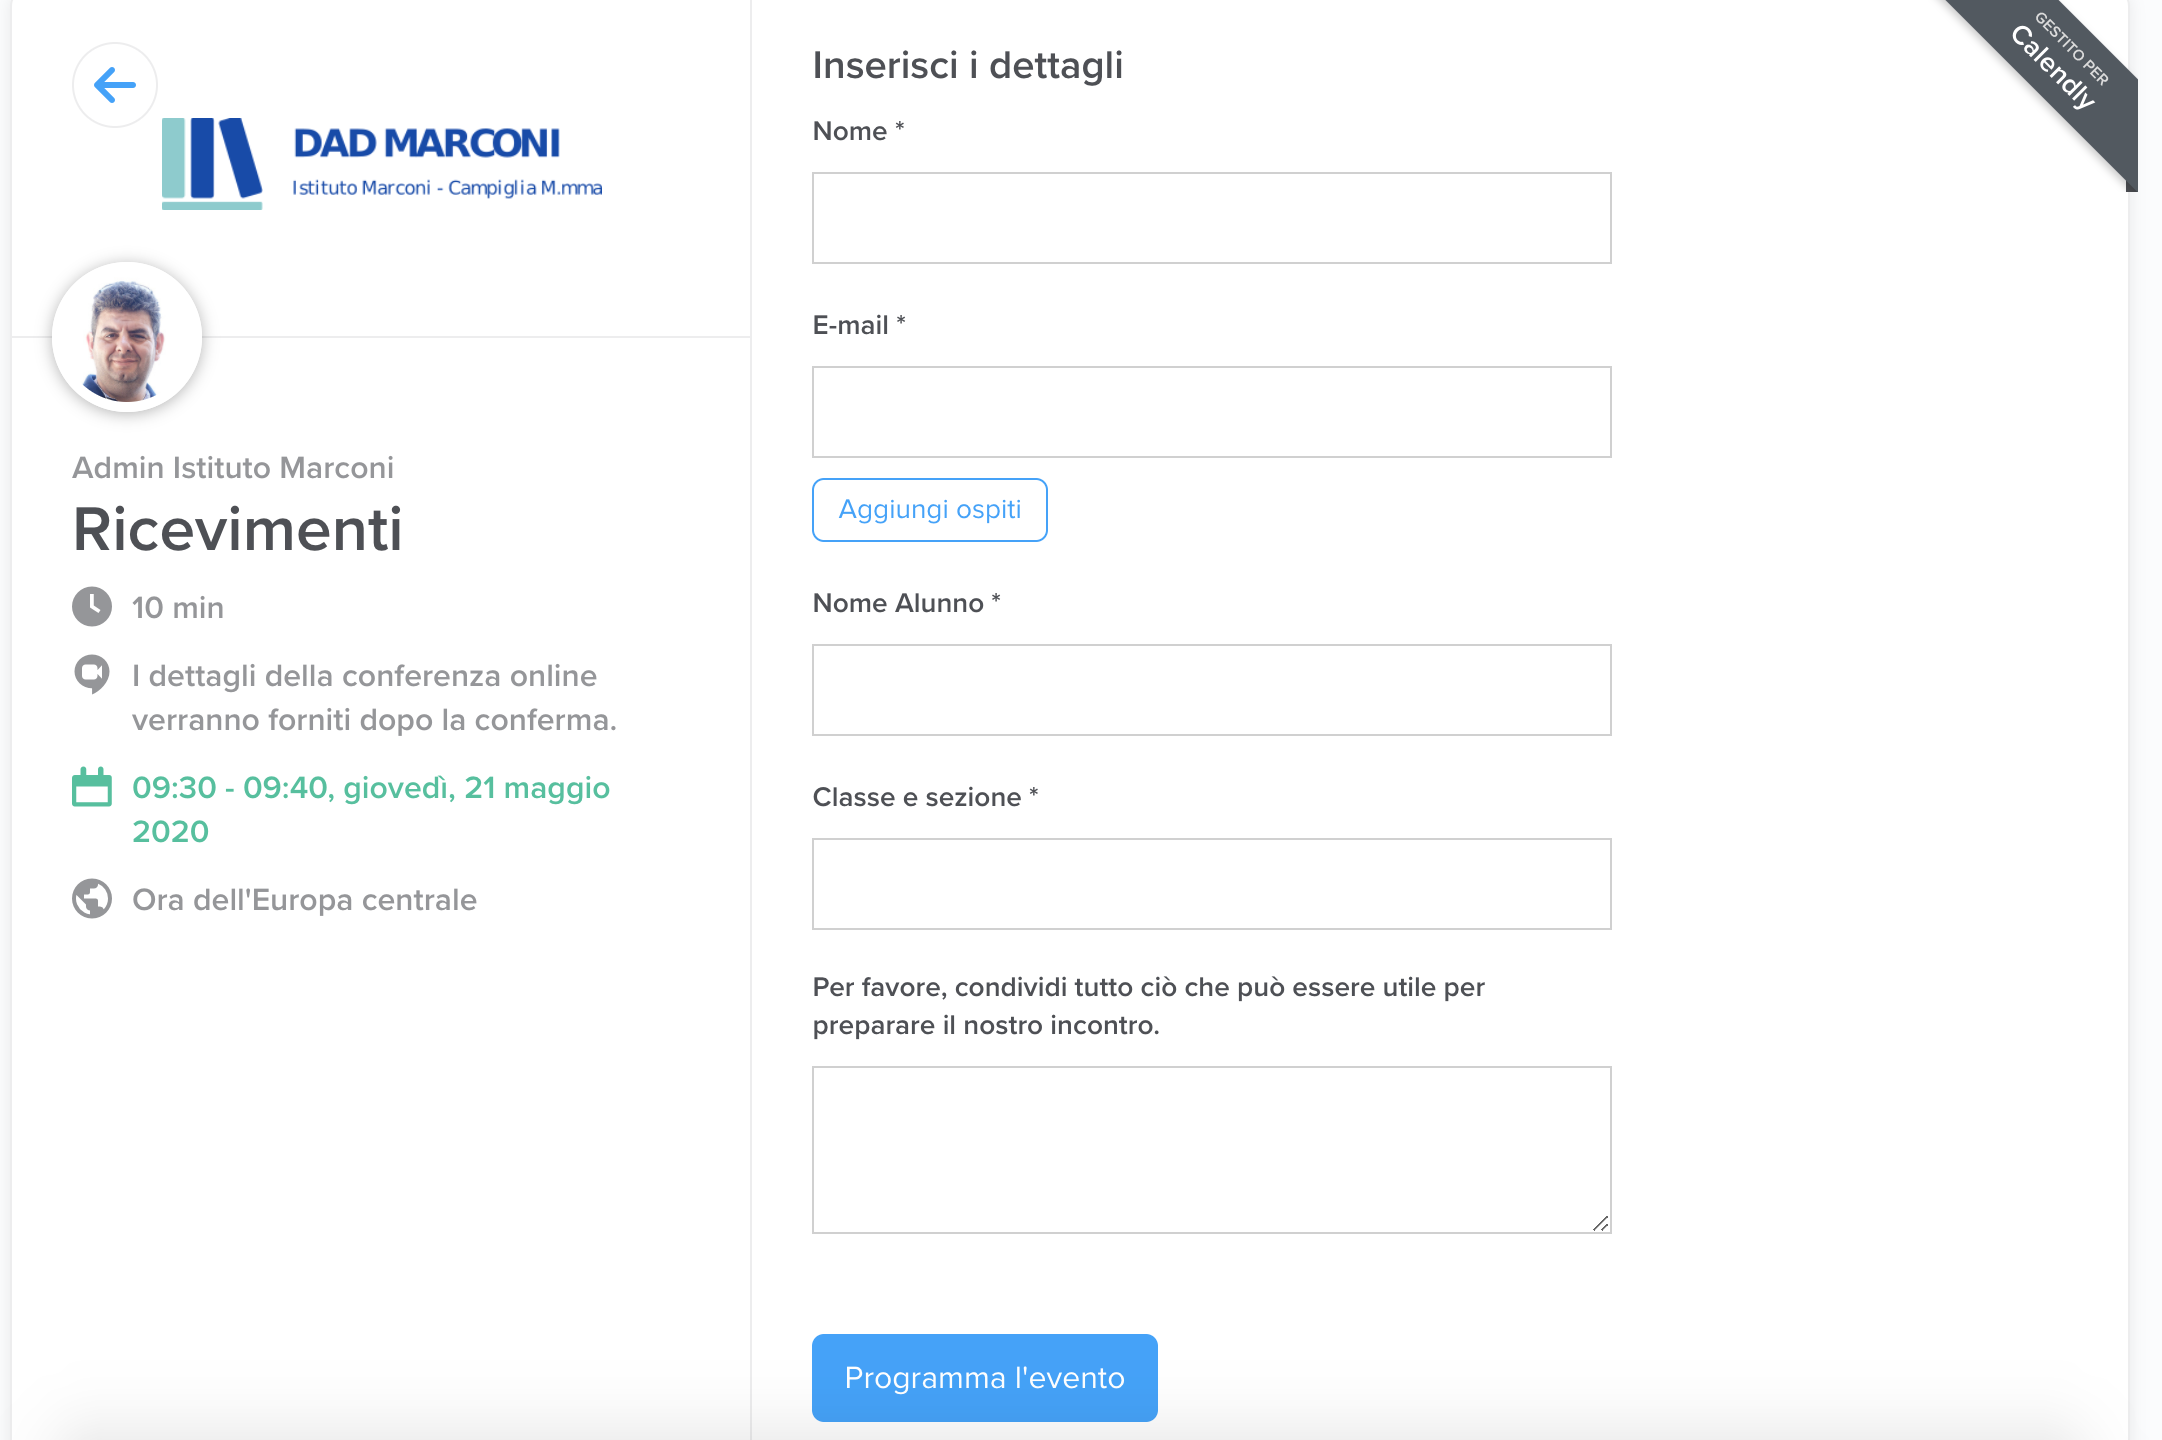 DAD MARCONI
Istituto Marconi - Campiglia M.mma
Admin Istituto Marconi
Ricevimenti
10 min
I dettagli della conferenza online
verranno forniti dopo la conferma.
09:30 - 09:40, giovedì, 21 maggio
2020
Ora dell'Europa centrale
Inserisci i dettagli
Nome *
E-mail *
Aggiungi ospiti
Nome Alunno *
Classe e sezione *
Per favore, condividi tutto ciò che può essere utile per
preparare il nostro incontro.
Programma l'evento
GESTITO PER
Calendly